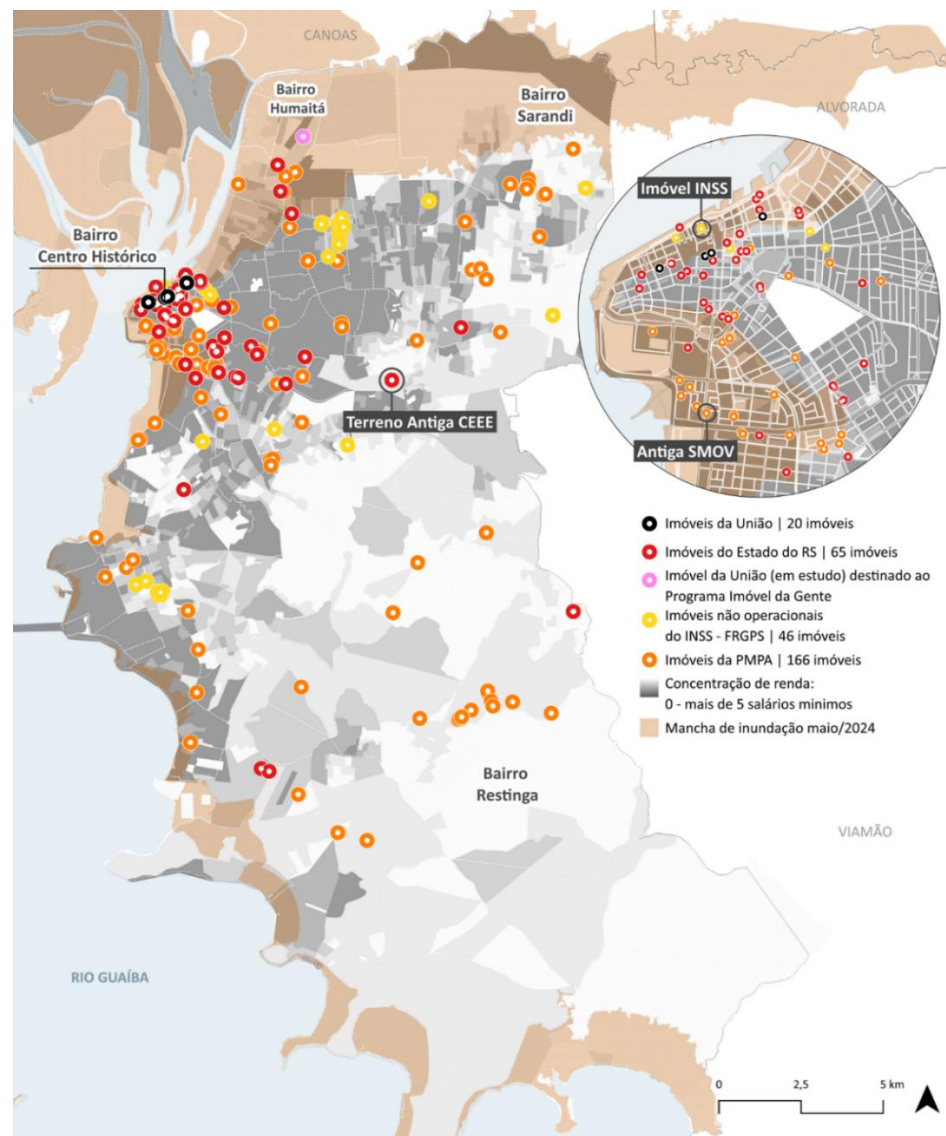 CANOAS
Bairro
Humaitá
Bairro
Sarandi
ALVORADA
Bairro
Centro Histórico
Imóvel INSS
Terreno Antiga CEEE
Antiga SMOV
Imóveis da União | 20 imóveis
Imóveis do Estado do RS | 65 imóveis
Imóvel da União (em estudo) destinado ao
Programa Imóvel da Gente
Imóveis não operacionais
do INSS - FRGPS | 46 imóveis
Imóveis da PMPA | 166 imóveis
Concentração de renda:
0 - mais de 5 salários minimos
Mancha de inundação maio/2024
Bairro
Restinga
VIAMÃO
RIO GUAÍBA
0 2,5 5 km